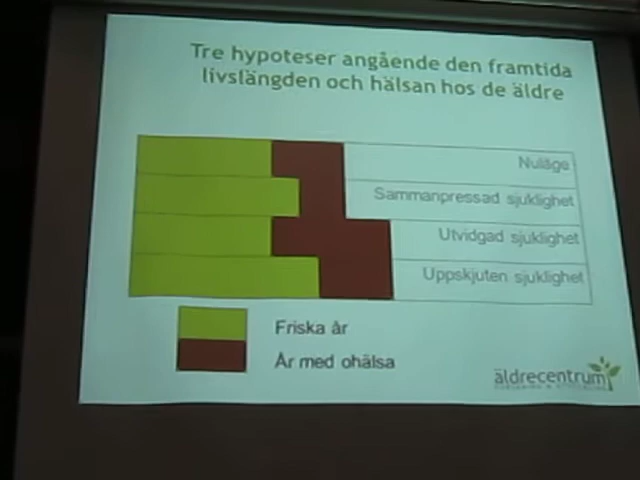 Tre hypoteser angående den framtida
livslängden och hälsan hos de äldre
Nuläge
Sammanpressad sjuklighet
Utvidgad sjuklighet
Uppskjuten sjuklighet
Friska år
År med ohälsa
äldrecentrum